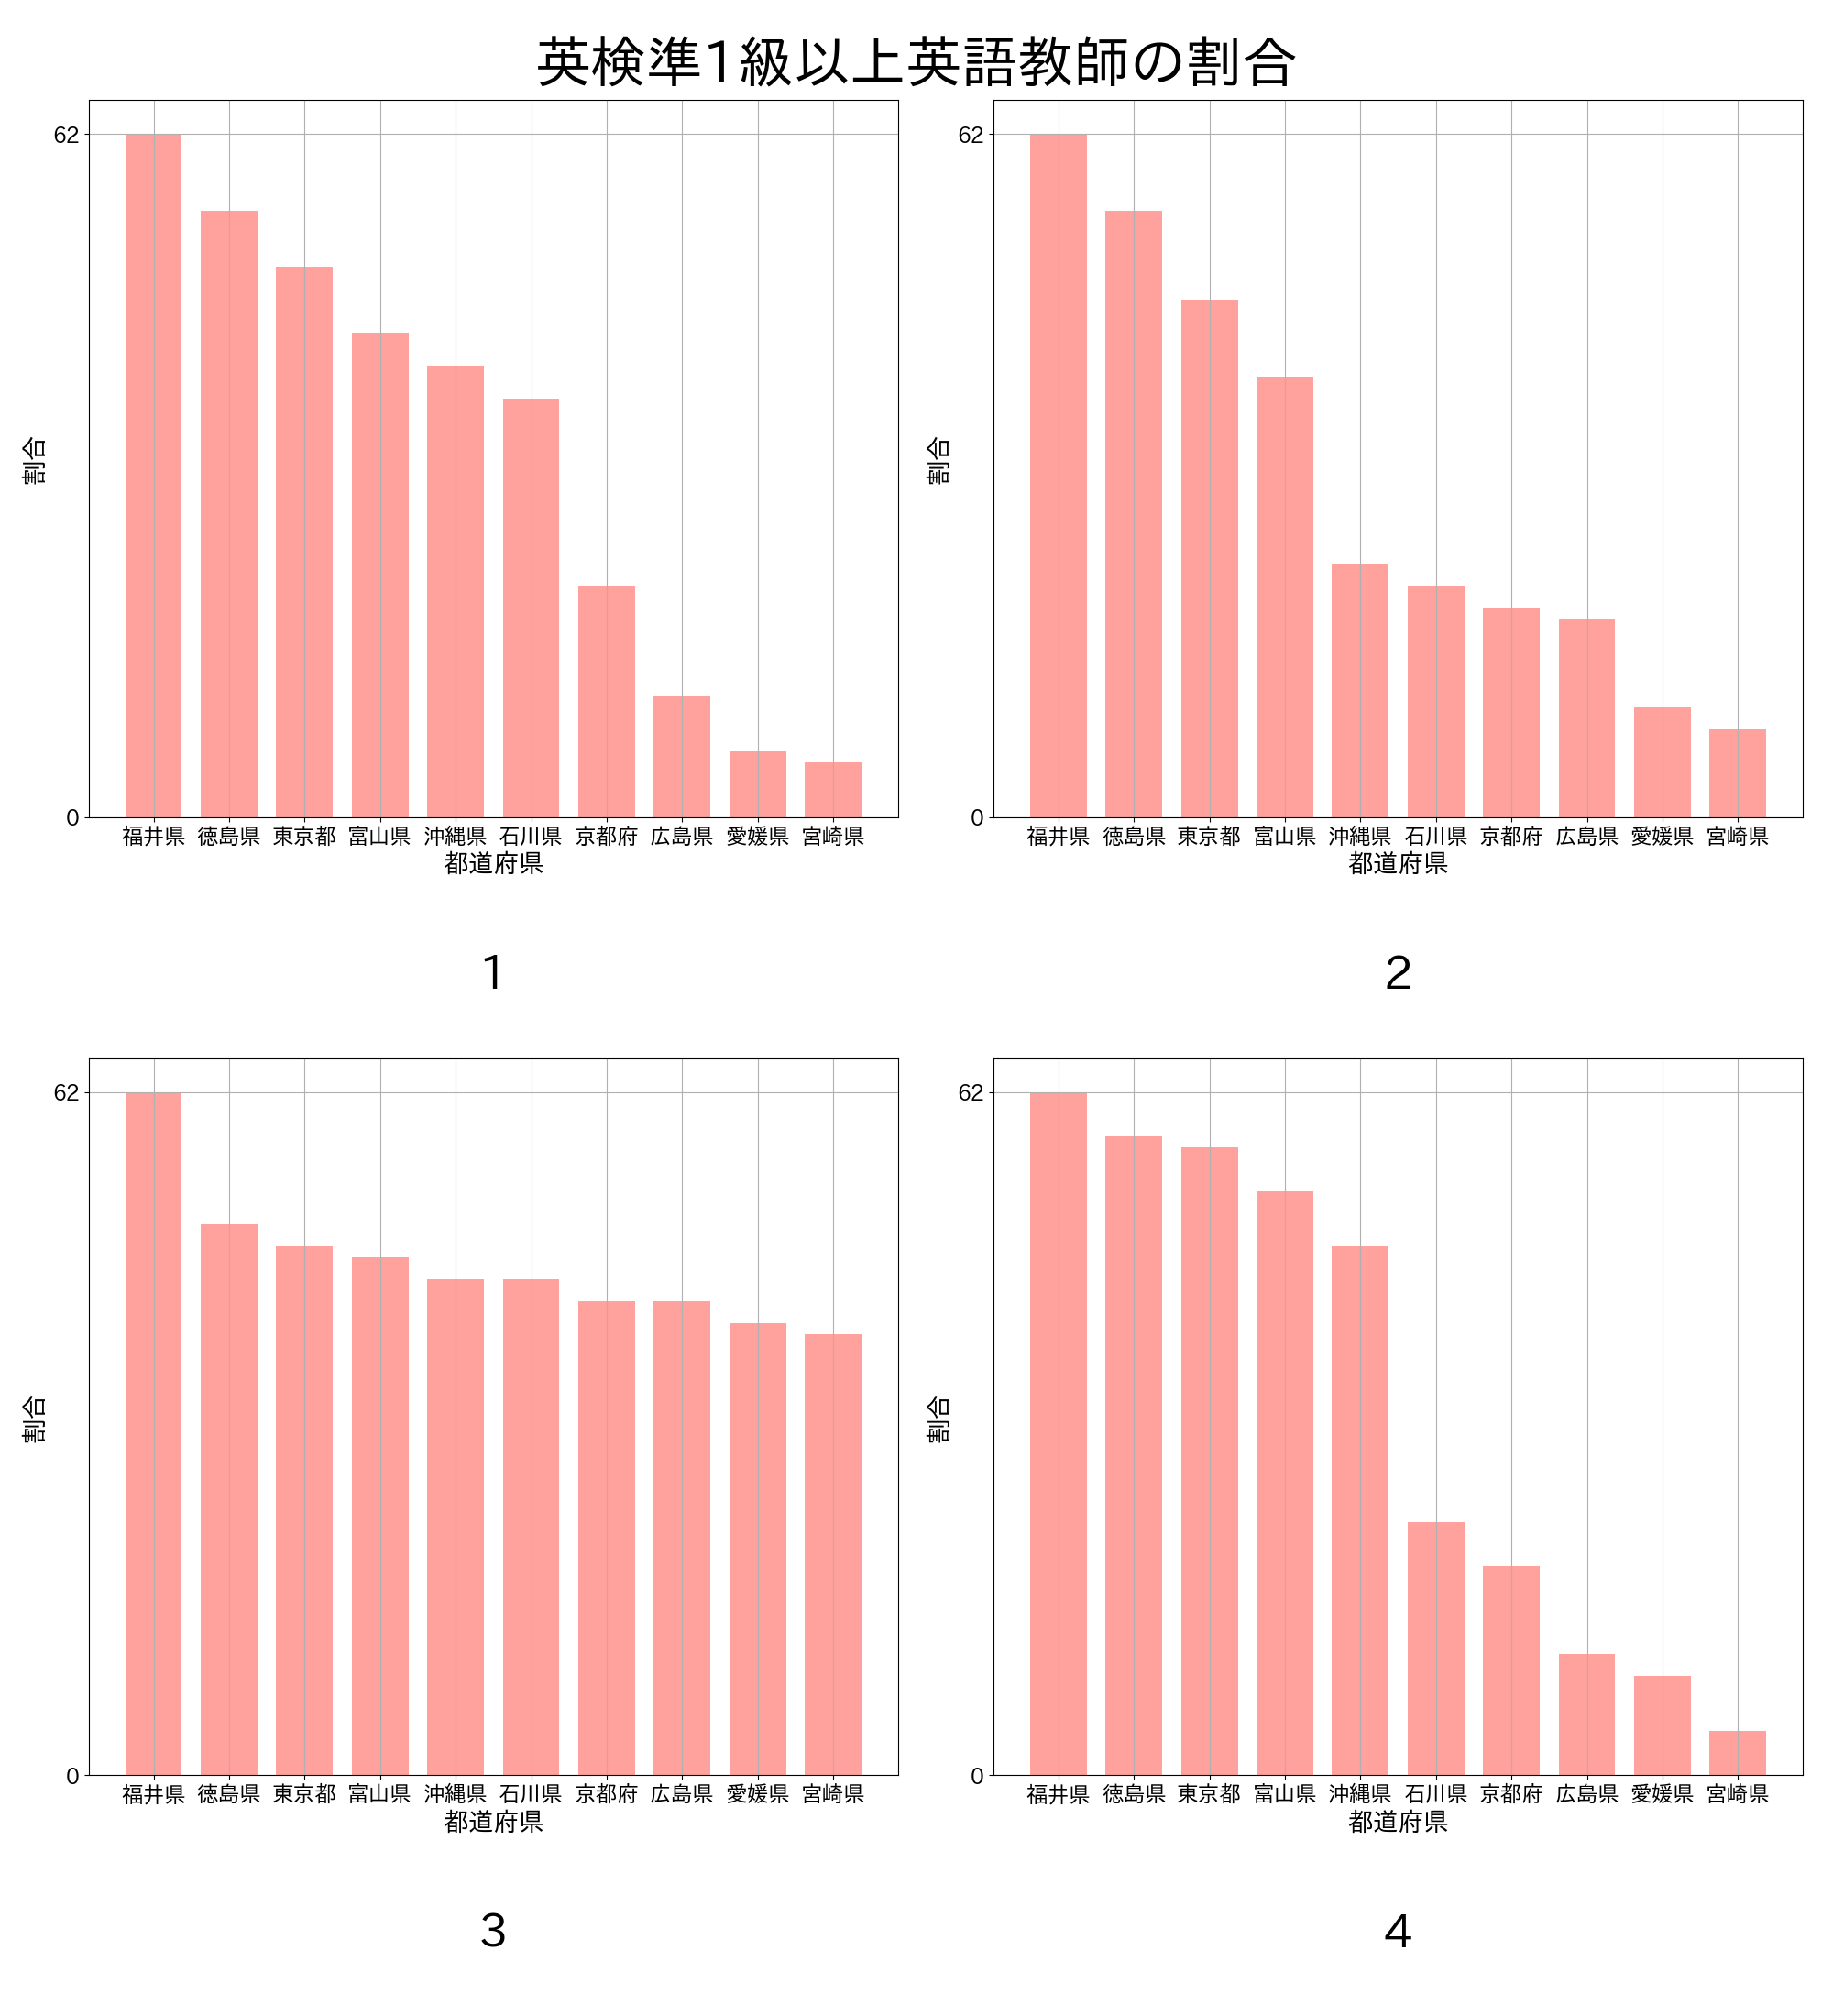 英検準1級以上英語教師の割合
62
0
割合
福井県 徳島県 東京都 富山県 沖縄県 石川県 京都府 広島県 愛媛県 宮崎県
都道府県
1
62
0
割合
福井県 徳島県 東京都 富山県 沖縄県 石川県 京都府 広島県 愛媛県 宮崎県
都道府県
2
62
0
割合
福井県 徳島県 東京都 富山県 沖縄県 石川県 京都府 広島県 愛媛県 宮崎県
都道府県
3
62
0
割合
福井県 徳島県 東京都 富山県 沖縄県 石川県 京都府 広島県 愛媛県 宮崎県
都道府県
4